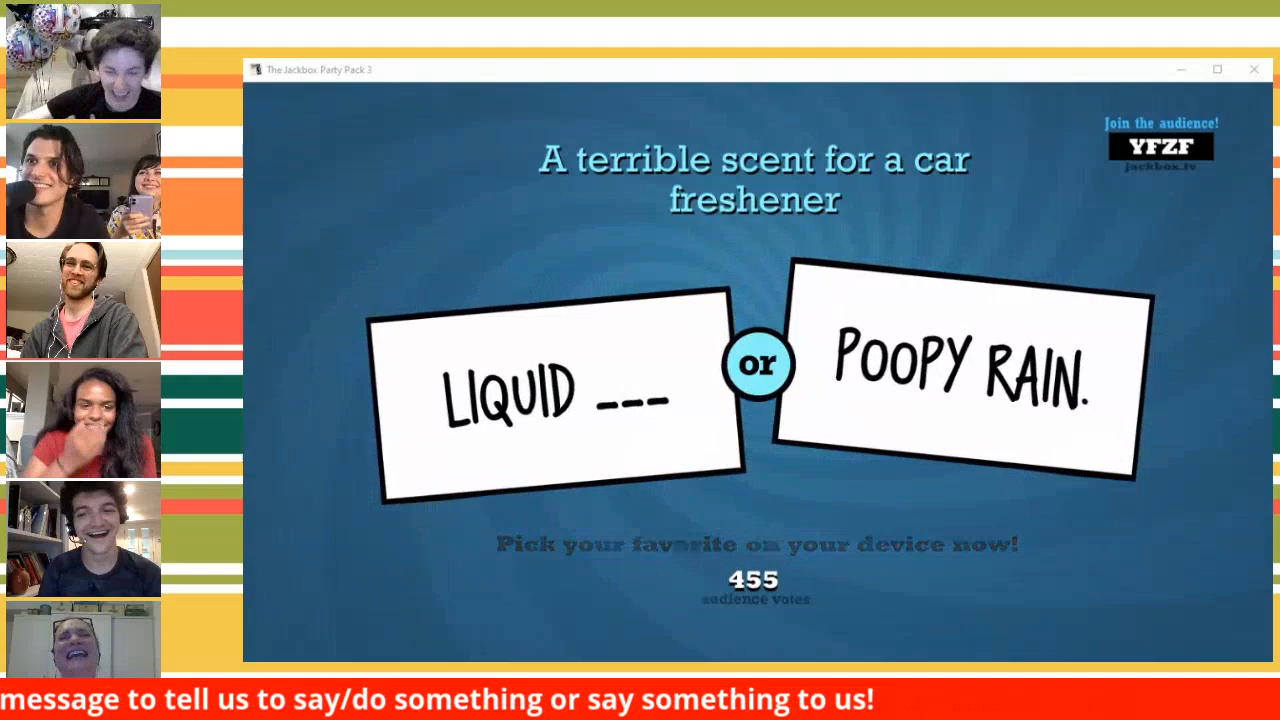 The Jackbox Party Pack 3
Join the audience!
YFZF
jackbox.tv
A terrible scent for a car
freshener
LIQUID ___
or
POOPY RAIN.
Pick your favorite on your device now!
455
audience votes
message to tell us to say/do something or say something to us!